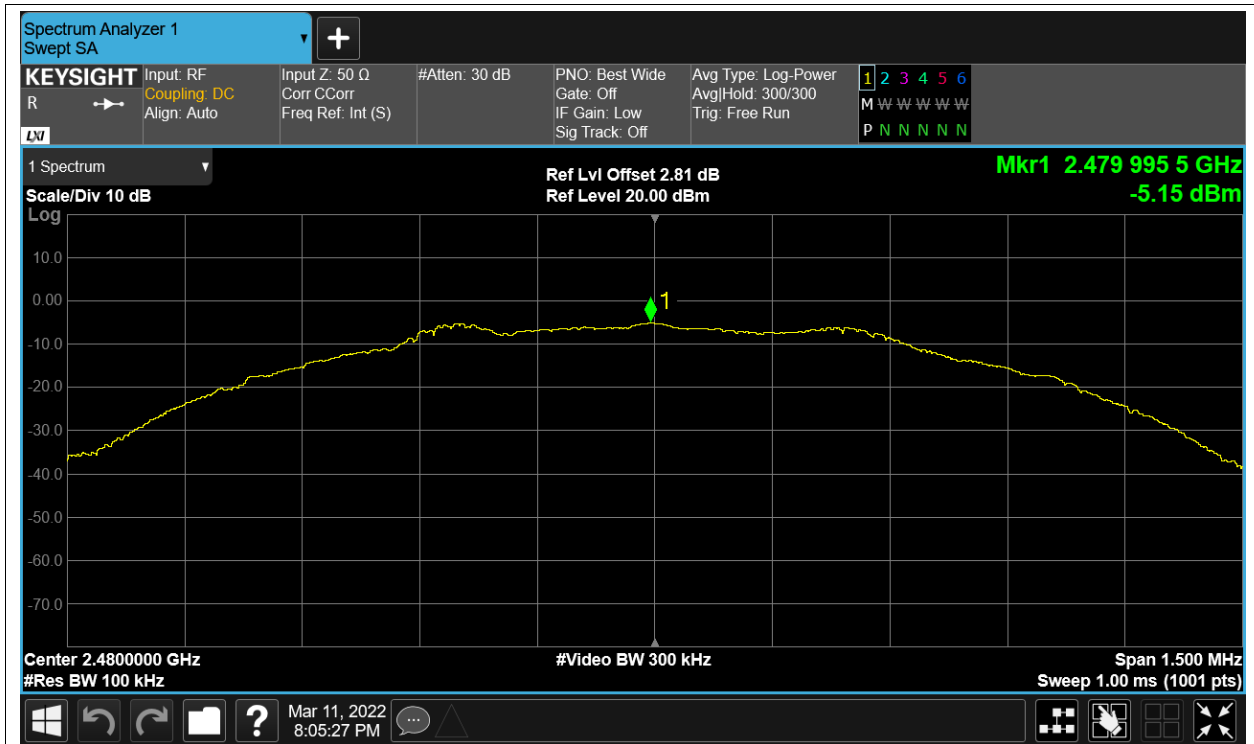 Spectrum Analyzer 1
Swept SA
KEYSIGHT
R
LXI
Input: RF
Coupling: DC
Align: Auto
Input Z: 50 Ω
Corr CCorr
Freq Ref: Int (S)
#Atten: 30 dB
PNO: Best Wide
Gate: Off
IF Gain: Low
Sig Track: Off
Avg Type: Log-Power
Avg|Hold: 300/300
Trig: Free Run
1 2 3 4 5 6
M W W W W W
P N N N N N
1 Spectrum
Scale/Div 10 dB
Log
Ref Lvl Offset 2.81 dB
Ref Level 20.00 dBm
Mkr1 2.479 995 5 GHz
-5.15 dBm
10.0
0.00
-10.0
-20.0
-30.0
-40.0
-50.0
-60.0
-70.0
1
Center 2.4800000 GHz
#Res BW 100 kHz
#Video BW 300 kHz
Span 1.500 MHz
Sweep 1.00 ms (1001 pts)
?
Mar 11, 2022
8:05:27 PM